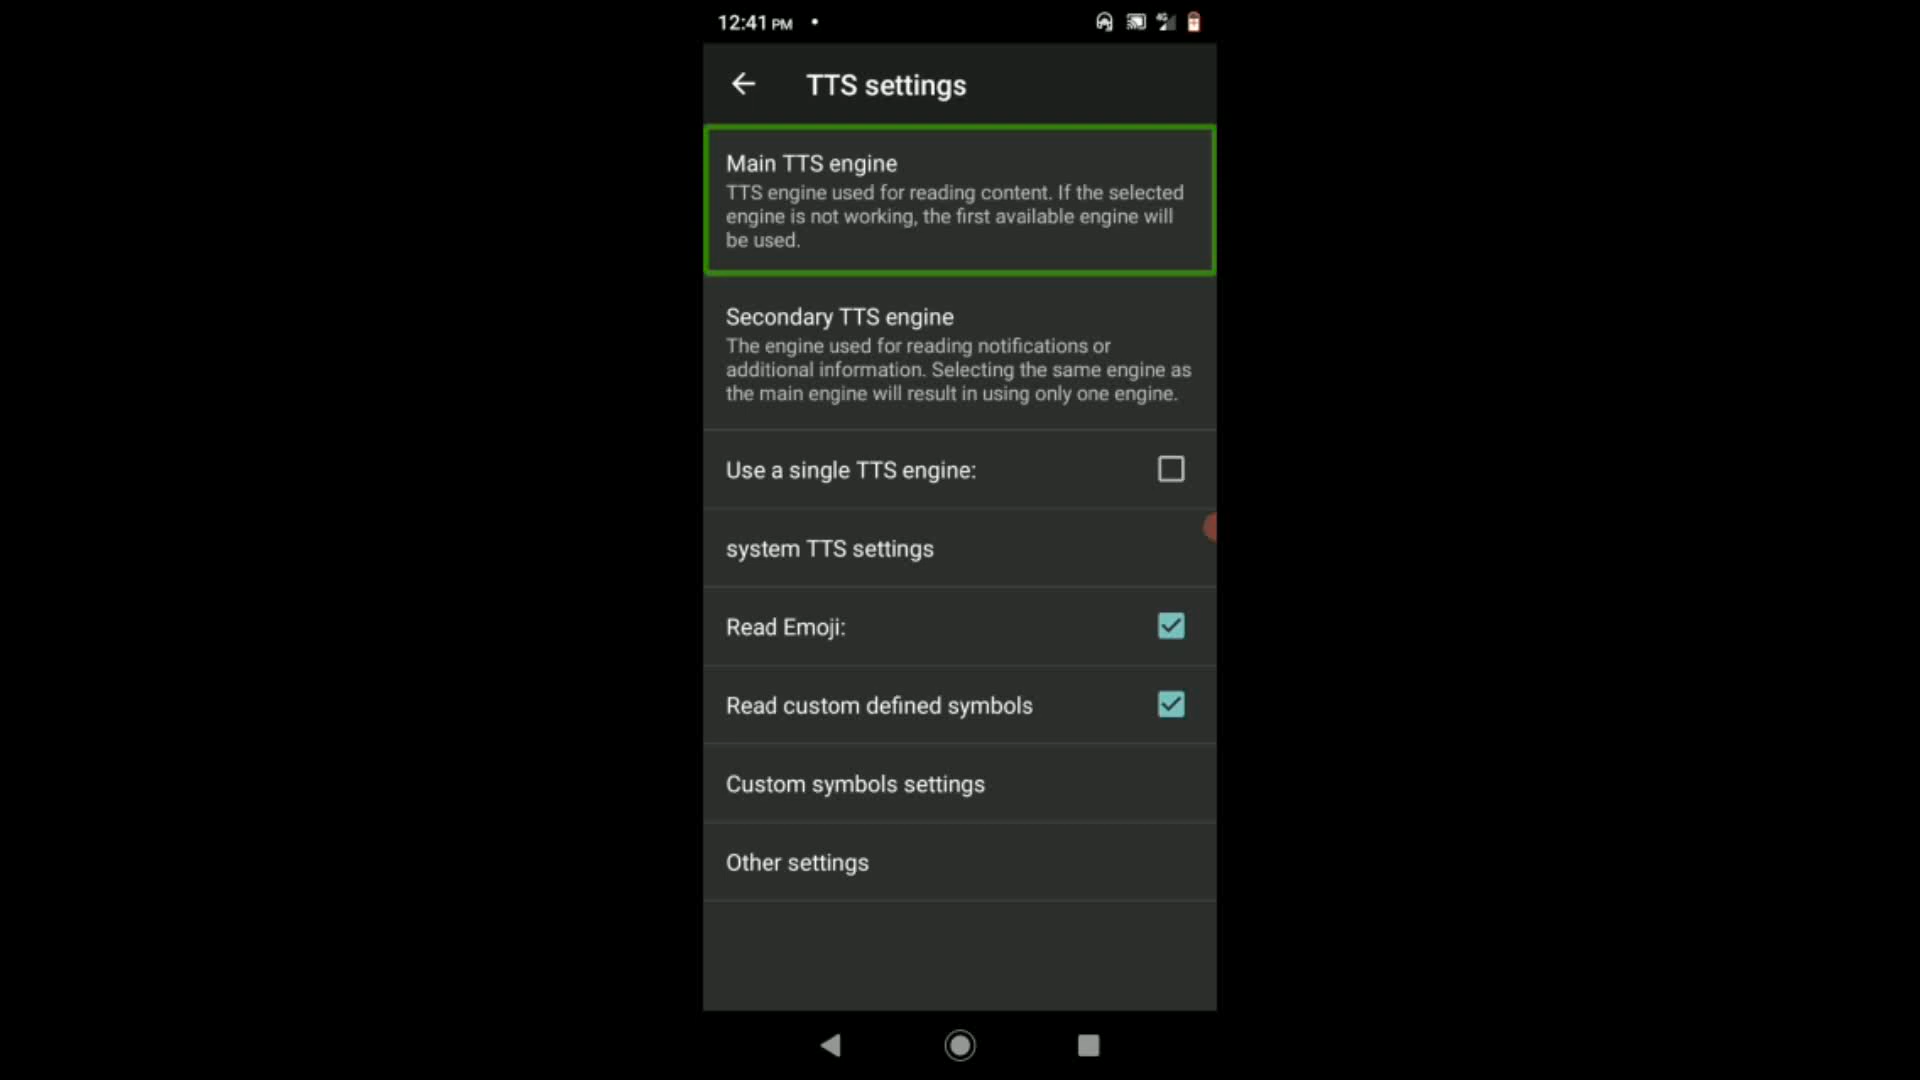 12:41 PM
4G
TTS settings
Main TTS engine
TTS engine used for reading content. If the selected
engine is not working, the first available engine will
be used.
Secondary TTS engine
The engine used for reading notifications or
additional information. Selecting the same engine as
the main engine will result in using only one engine.
Use a single TTS engine:
system TTS settings
Read Emoji:
Read custom defined symbols
Custom symbols settings
Other settings